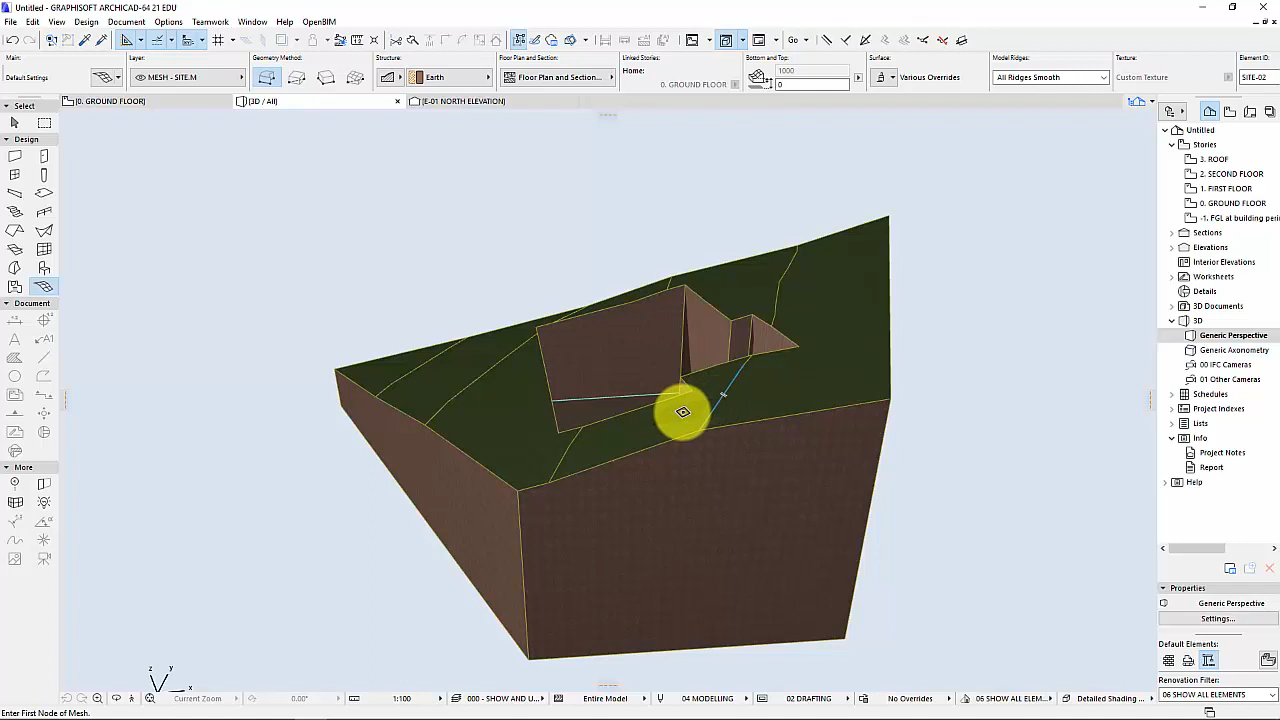 Untitled - GRAPHISOFT ARCHICAD-64 21 EDU
File Edit View Design Document Options Teamwork Window Help OpenBIM
Go
Main:
Default Settings
Layer:
MESH - SITE.M
Geometry Method:
Structure:
Earth
Floor Plan and Section:
Floor Plan and Section...
Linked Stories:
Home:
0. GROUND FLOOR
Bottom and Top:
1000
0
Surface:
Various Overrides
Model Ridges:
All Ridges Smooth
Texture:
Custom Texture
Element ID
SITE-02
[0. GROUND FLOOR]
[3D / All]
[E-01 NORTH ELEVATION]
Select
Design
Document
More
Untitled
Stories
3. ROOF
2. SECOND FLOOR
1. FIRST FLOOR
0. GROUND FLOOR
-1. FGL at building peri
Sections
Elevations
Interior Elevations
Worksheets
Details
3D Documents
3D
Generic Perspective
Generic Axonometry
00 IFC Cameras
01 Other Cameras
Schedules
Project Indexes
Lists
Info
Project Notes
Report
Help
Properties
Generic Perspective
Settings...
Default Elements:
Renovation Filter:
06 SHOW ALL ELEMENTS
z y
x
Current Zoom
0.00°
1:100
000 - SHOW AND U...
Entire Model
04 MODELLING
02 DRAFTING
No Overrides
06 SHOW ALL ELEM...
Detailed Shading...
Enter First Node of Mesh.